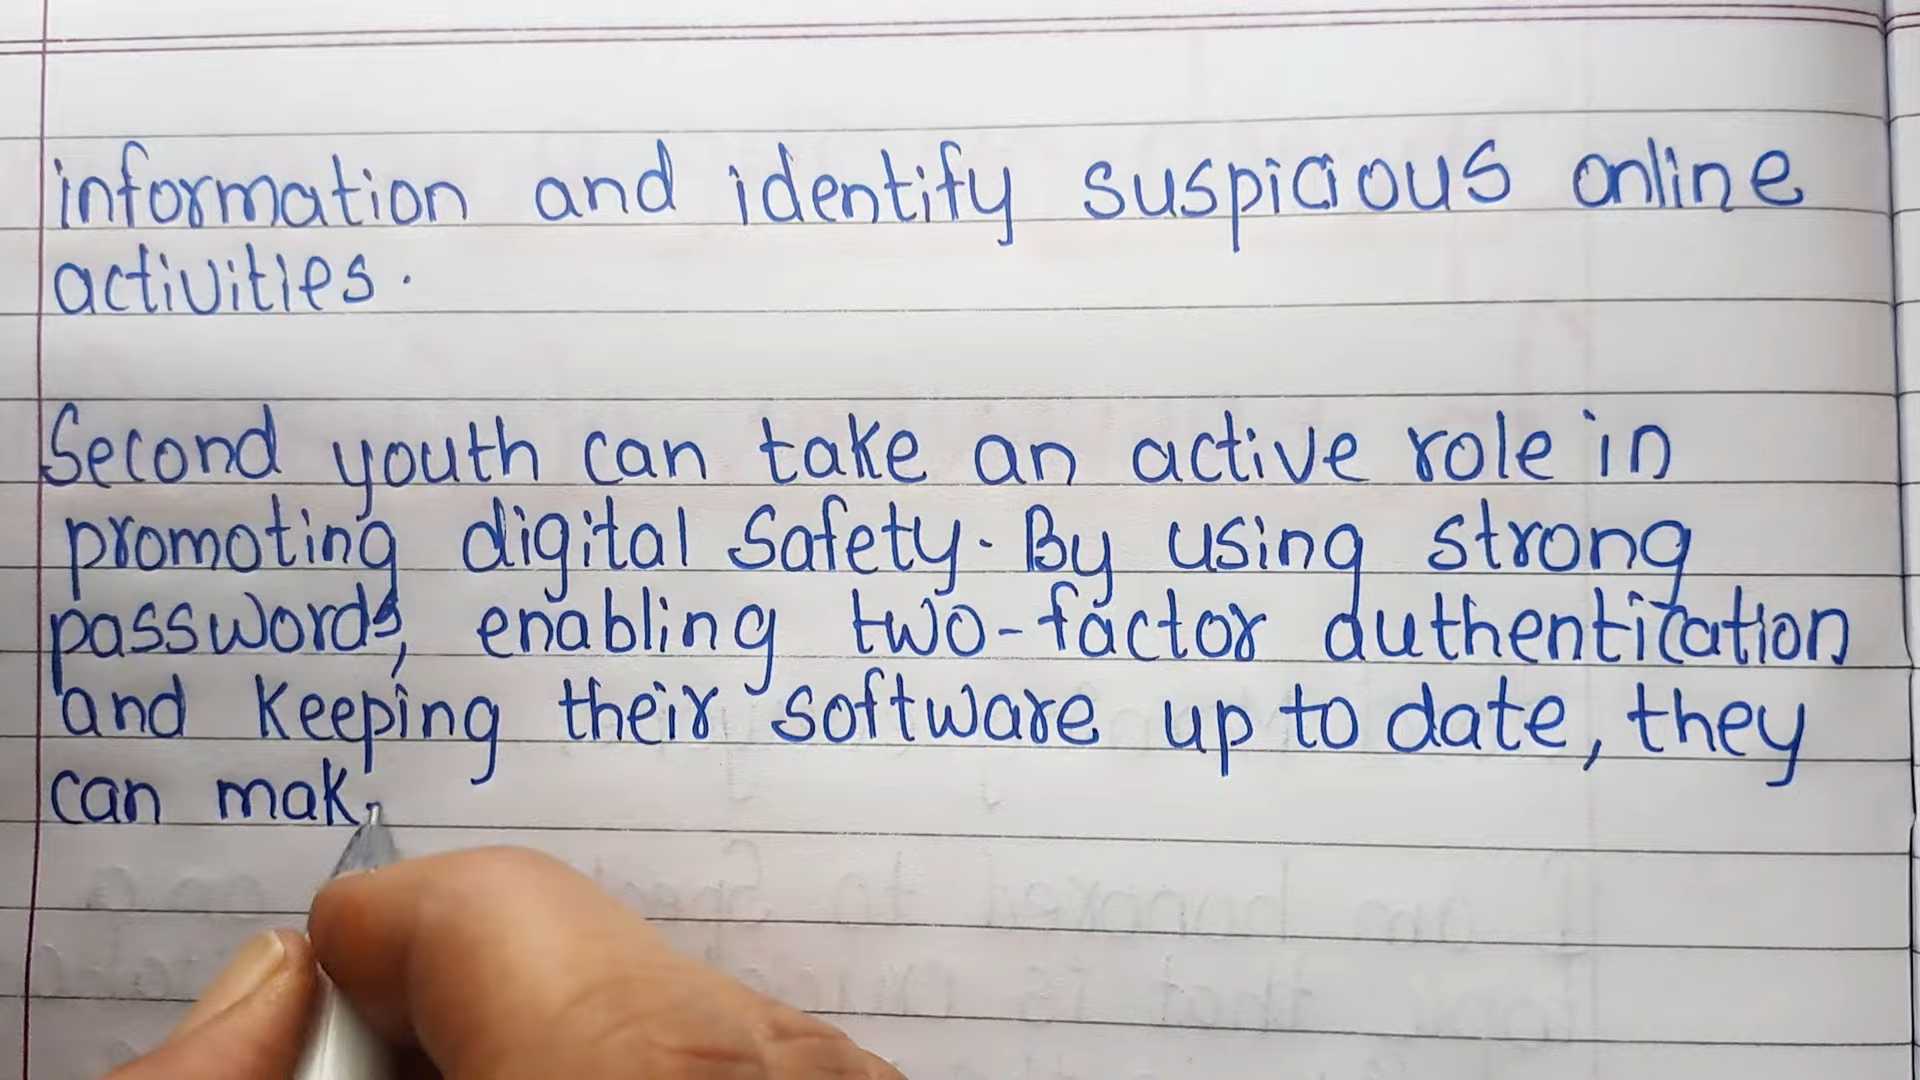 information and identify suspicious online
activities.
Second youth can take an active role in
promoting digital Safety. By using strong
passwords, enabling two-factor authentication
and keeping their software up to date, they
can mak